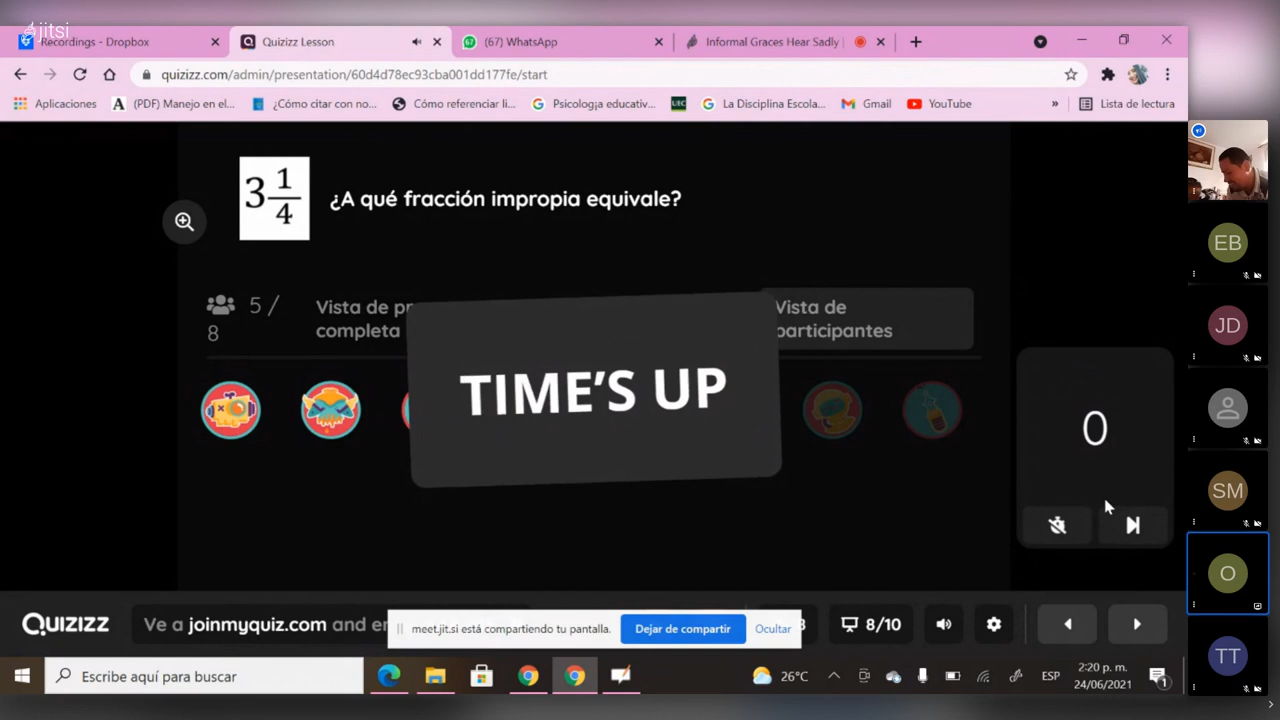 jitsi
Recordings - Dropbox
Quizizz Lesson
(67) WhatsApp
Informal Graces Hear Sadly |
quizizz.com/admin/presentation/60d4d78ec93cba001dd177fe/start
Aplicaciones
(PDF) Manejo en el...
¿Cómo citar con no...
Cómo referenciar li...
Psicolog¡a educativ...
UEC
La Disciplina Escola...
Gmail
YouTube
»
Lista de lectura
3 1/4
¿A qué fracción impropia equivale?
5 /
8
Vista de pr
completa
Vista de
participantes
TIME'S UP
0
EB
JD
SM
O
TT
QUIZIZZ
Ve a joinmyquiz.com and en
meet.jit.si está compartiendo tu pantalla.
Dejar de compartir
Ocultar
8/10
Escribe aquí para buscar
26°C
ESP
2:20 p. m.
24/06/2021
1